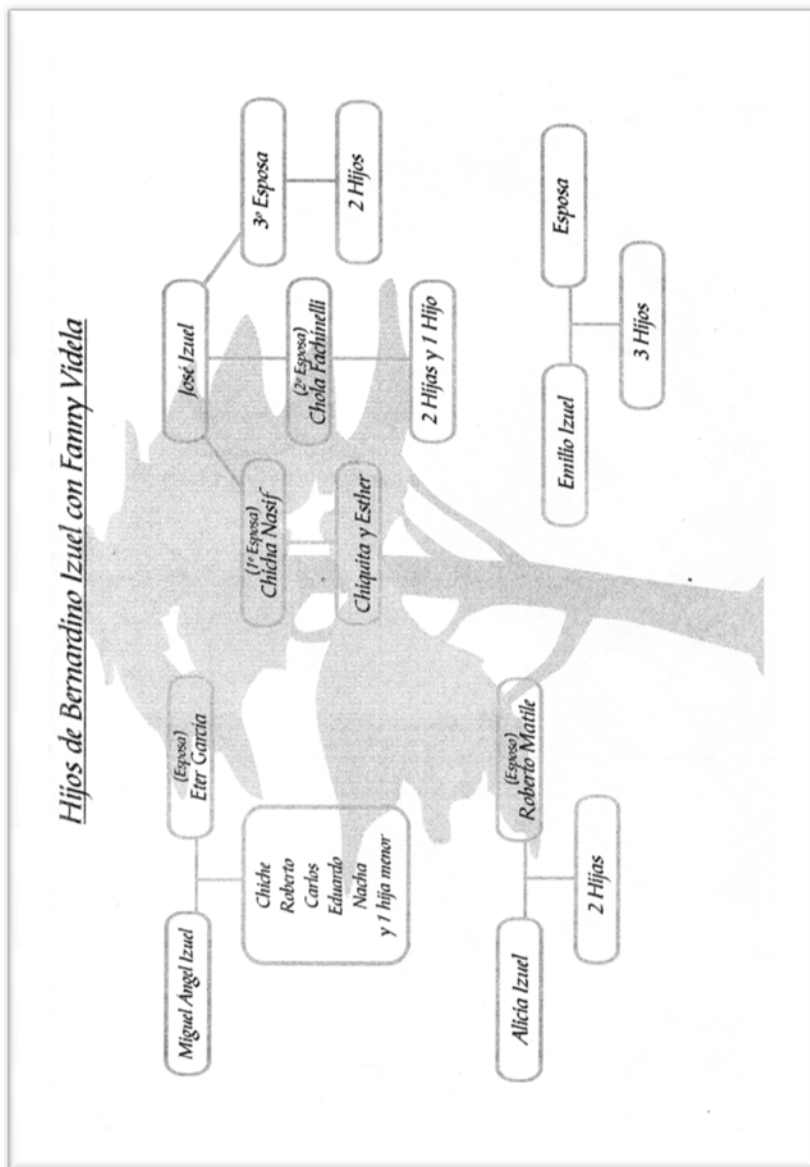 Hijos de Bernardino Izuel con Fanny Videla
Miguel Angel Izuel
(Esposa)
Eter García
Chiche
Roberto
Carlos
Eduardo
Nacha
y 1 hija menor
José Izuel
(1º Esposa)
Chicha Nasif
(2º Esposa)
Chola Fachinelli
3º Esposa
Chiquita y Esther
2 Hijas y 1 Hijo
2 Hijos
Alicia Izuel
(Esposo)
Roberto Matile
2 Hijas
Emilio Izuel
Esposa
3 Hijos